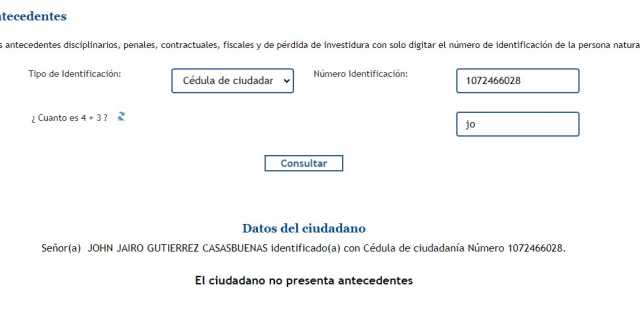 tecedentes
s antecedentes disciplinarios, penales, contractuales, fiscales y de pérdida de investidura con solo digitar el número de identificación de la persona natura
Tipo de Identificación: Cédula de ciudadar Número Identificación: 1072466028
¿ Cuanto es 4 + 3 ? jo
Consultar
Datos del ciudadano
Señor(a) JOHN JAIRO GUTIERREZ CASASBUENAS identificado(a) con Cédula de ciudadanía Número 1072466028.
El ciudadano no presenta antecedentes